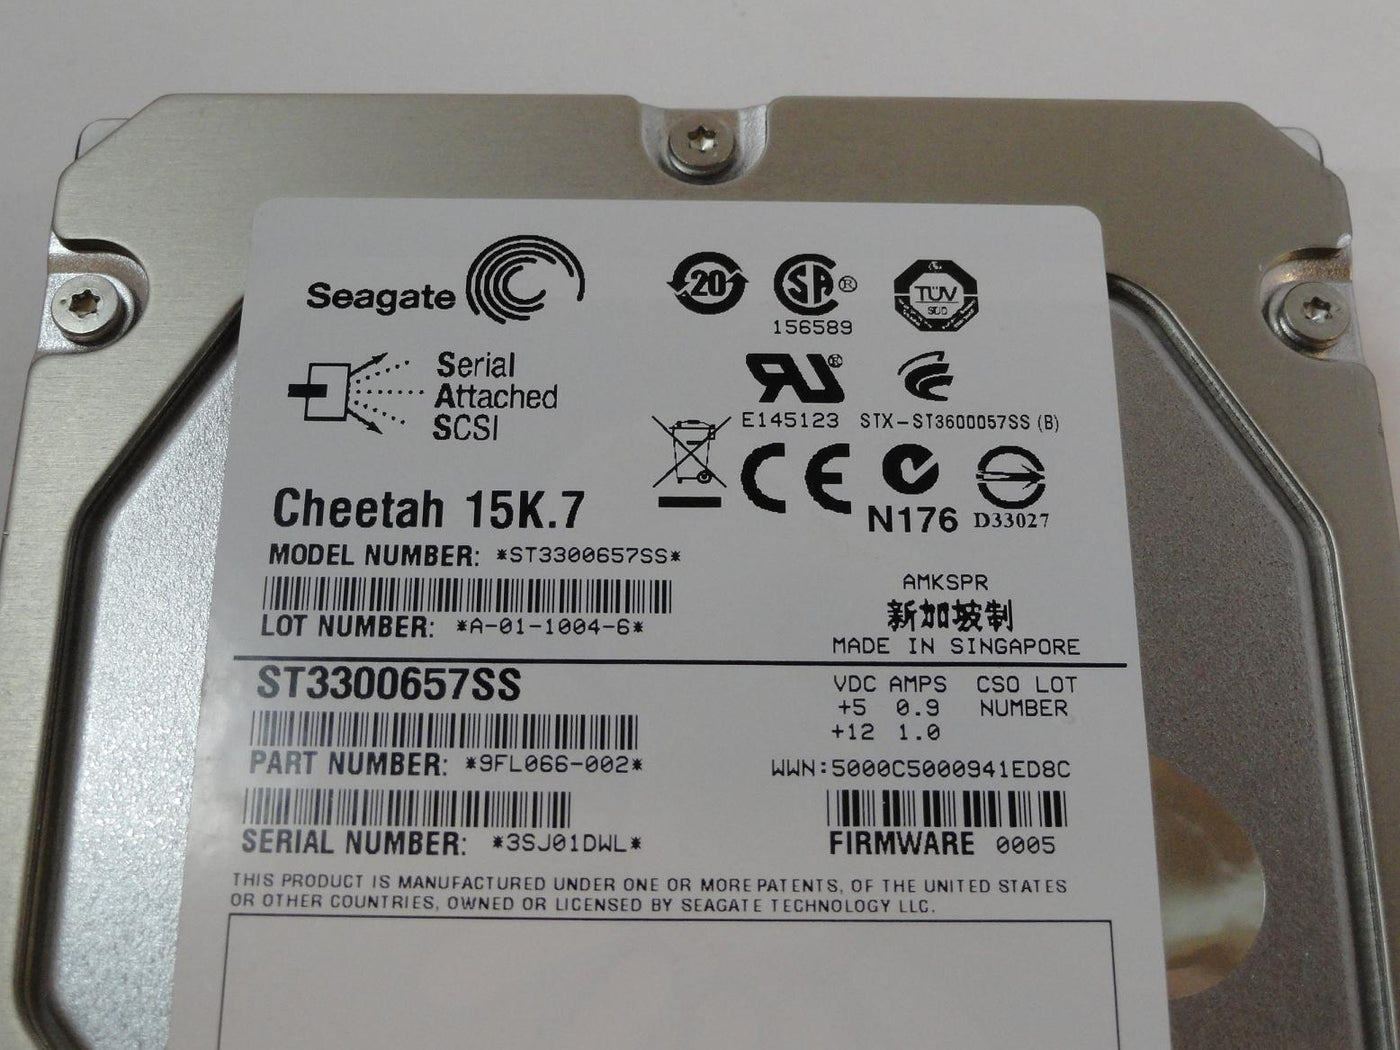 Seagate
20
SA®
156589
TÜV
SÜD
Serial
Attached
SCSI
RU®
E145123
STX-ST3600057SS (B)
CE
N176
D33027
Cheetah 15K.7
MODEL NUMBER: *ST3300657SS*
LOT NUMBER: *A-01-1004-6*
AMKSPR
新加坡制
MADE IN SINGAPORE
ST3300657SS
VDC AMPS
+5 0.9
+12 1.0
CSO LOT
NUMBER
PART NUMBER: *9FL066-002*
WWN:5000C5000941ED8C
SERIAL NUMBER: *3SJ01DWL*
FIRMWARE 0005
THIS PRODUCT IS MANUFACTURED UNDER ONE OR MORE PATENTS, OF THE UNITED STATES
OR OTHER COUNTRIES, OWNED OR LICENSED BY SEAGATE TECHNOLOGY LLC.